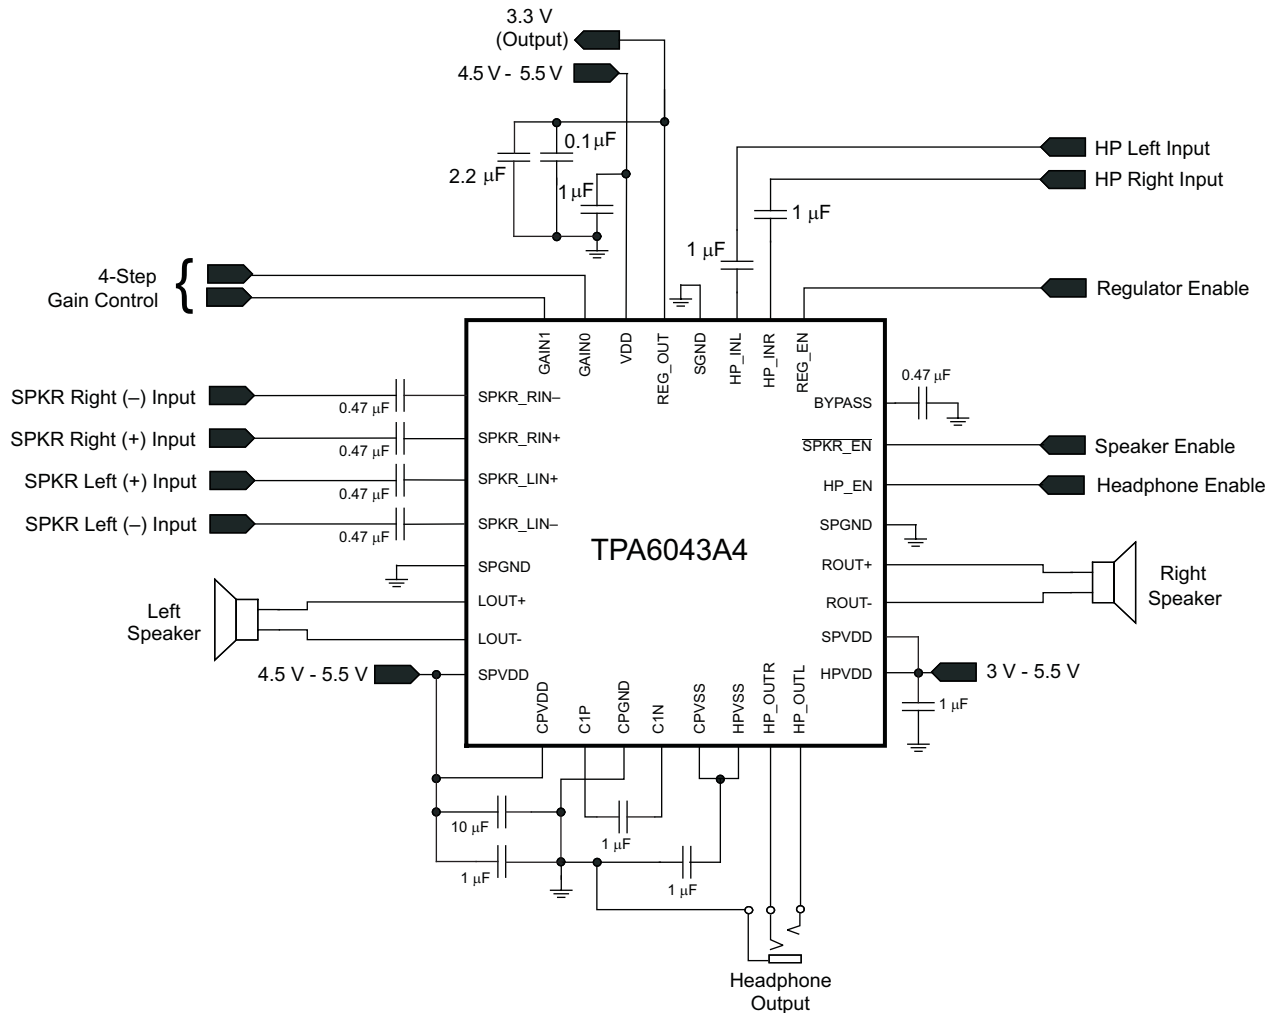 3.3 V
(Output)
4.5 V - 5.5 V
0.1 μF
2.2 μF
1 μF
HP Left Input
HP Right Input
1 μF
1 μF
4-Step
Gain Control
{
Regulator Enable
GAIN1
GAIN0
VDD
REG_OUT
SGND
HP_INL
HP_INR
REG_EN
SPKR Right (–) Input
0.47 μF
SPKR_RIN–
BYPASS
0.47 μF
SPKR Right (+) Input
0.47 μF
SPKR_RIN+
SPKR_EN
Speaker Enable
SPKR Left (+) Input
0.47 μF
SPKR_LIN+
HP_EN
Headphone Enable
SPKR Left (–) Input
0.47 μF
SPKR_LIN–
SPGND
TPA6043A4
SPGND
ROUT+
Right
Speaker
Left
Speaker
LOUT+
ROUT-
LOUT-
SPVDD
4.5 V - 5.5 V
SPVDD
HPVDD
3 V - 5.5 V
1 μF
CPVDD
C1P
CPGND
C1N
CPVSS
HPVSS
HP_OUTR
HP_OUTL
10 μF
1 μF
1 μF
1 μF
Headphone
Output